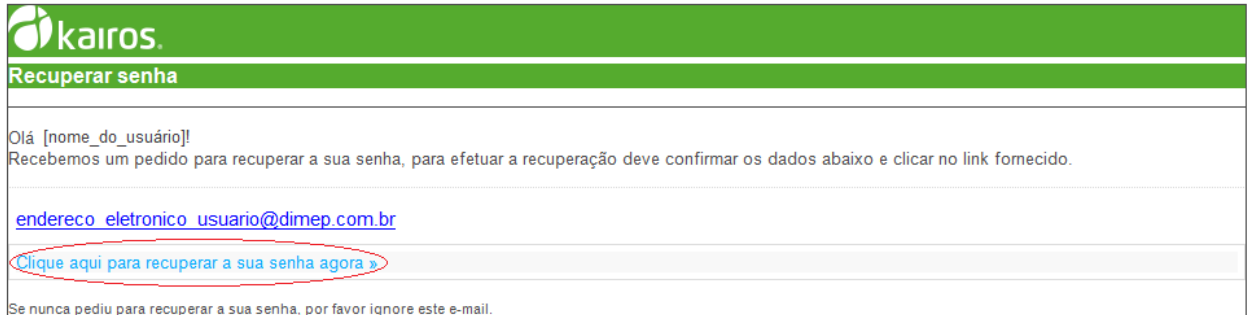 kairos.
Recuperar senha
Olá [nome_do_usuário]!
Recebemos um pedido para recuperar a sua senha, para efetuar a recuperação deve confirmar os dados abaixo e clicar no link fornecido.
endereco_eletronico_usuario@dimep.com.br
Clique aqui para recuperar a sua senha agora »
Se nunca pediu para recuperar a sua senha, por favor ignore este e-mail.